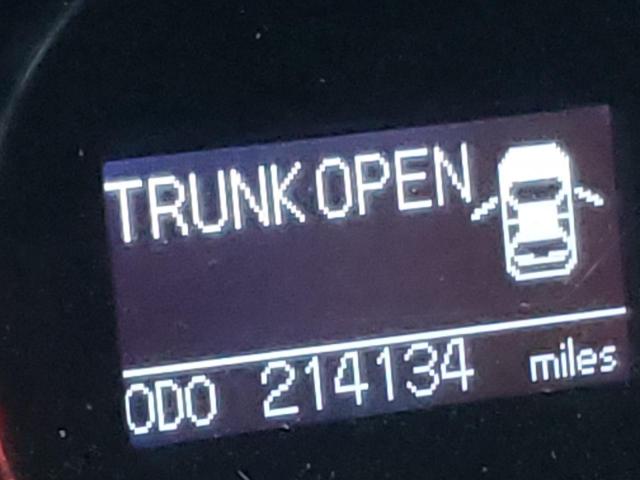 TRUNK OPEN
ODO 214134 miles